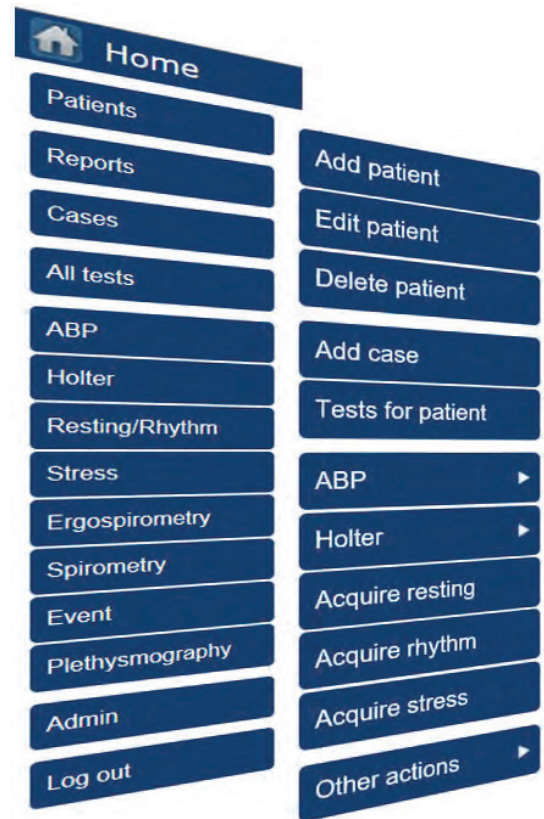 Home
Patients
Reports
Cases
All tests
ABP
Holter
Resting/Rhythm
Stress
Ergospirometry
Spirometry
Event
Plethysmography
Admin
Log out
Add patient
Edit patient
Delete patient
Add case
Tests for patient
ABP
Holter
Acquire resting
Acquire rhythm
Acquire stress
Other actions